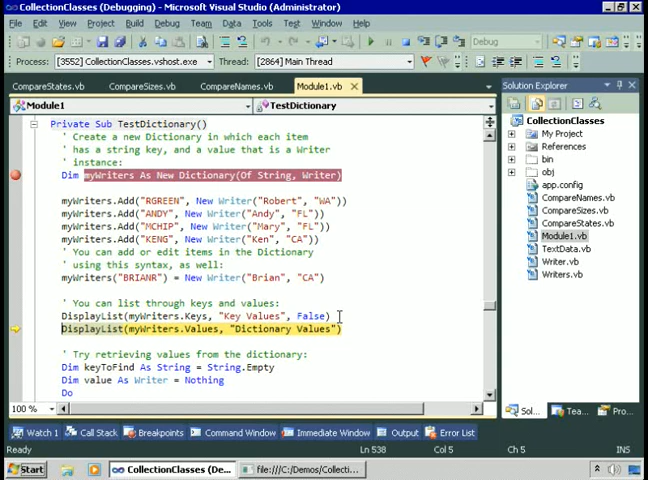 CollectionClasses (Debugging) - Microsoft Visual Studio (Administrator)
File Edit View Project Build Debug Team Data Tools Test Window Help
Debug
Process: [3552] CollectionClasses.vshost.exe Thread: [2864] Main Thread
CompareStates.vb CompareSizes.vb CompareNames.vb Module1.vb
Module1 TestDictionary
Private Sub TestDictionary()
' Create a new Dictionary in which each item
' has a string key, and a value that is a Writer
' instance:
Dim myWriters As New Dictionary(Of String, Writer)
myWriters.Add("RGREEN", New Writer("Robert", "WA"))
myWriters.Add("ANDY", New Writer("Andy", "FL"))
myWriters.Add("MCHIP", New Writer("Mary", "FL"))
myWriters.Add("KENG", New Writer("Ken", "CA"))
' You can add or edit items in the Dictionary
' using this syntax, as well:
myWriters("BRIANR") = New Writer("Brian", "CA")
' You can list through keys and values:
DisplayList(myWriters.Keys, "Key Values", False)
DisplayList(myWriters.Values, "Dictionary Values")
' Try retrieving values from the dictionary:
Dim keyToFind As String = String.Empty
Dim value As Writer = Nothing
Do
100 %
Solution Explorer
CollectionClasses
My Project
References
bin
obj
app.config
CompareNames.vb
CompareSizes.vb
CompareStates.vb
Module1.vb
TextData.vb
Writer.vb
Writers.vb
Sol... Tea... Pro...
Watch 1 Call Stack Breakpoints Command Window Immediate Window Output Error List
Ready Ln 538 Col 5 Ch 5 INS
Start CollectionClasses (De... file:///C:/Demos/Collecti...